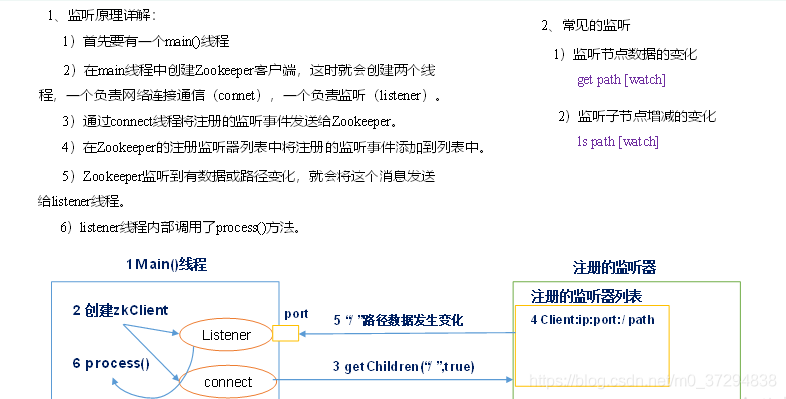 1、监听原理详解：
1）首先要有一个main()线程
2）在main线程中创建Zookeeper客户端，这时就会创建两个线
程，一个负责网络连接通信（connet），一个负责监听（listener）。
3）通过connect线程将注册的监听事件发送给Zookeeper。
4）在Zookeeper的注册监听器列表中将注册的监听事件添加到列表中。
5）Zookeeper监听到有数据或路径变化，就会将这个消息发送
给listener线程。
6）listener线程内部调用了process()方法。
2、常见的监听
1）监听节点数据的变化
get path [watch]
2）监听子节点增减的变化
ls path [watch]
1 Main()线程
2 创建zkClient
Listener
port
6 process()
connect
5 “/ ”路径数据发生变化
3 getChildren(“/ ”,true)
注册的监听器
注册的监听器列表
4 Client:ip:port:/ path
https://blog.csdn.net/m0_37294838